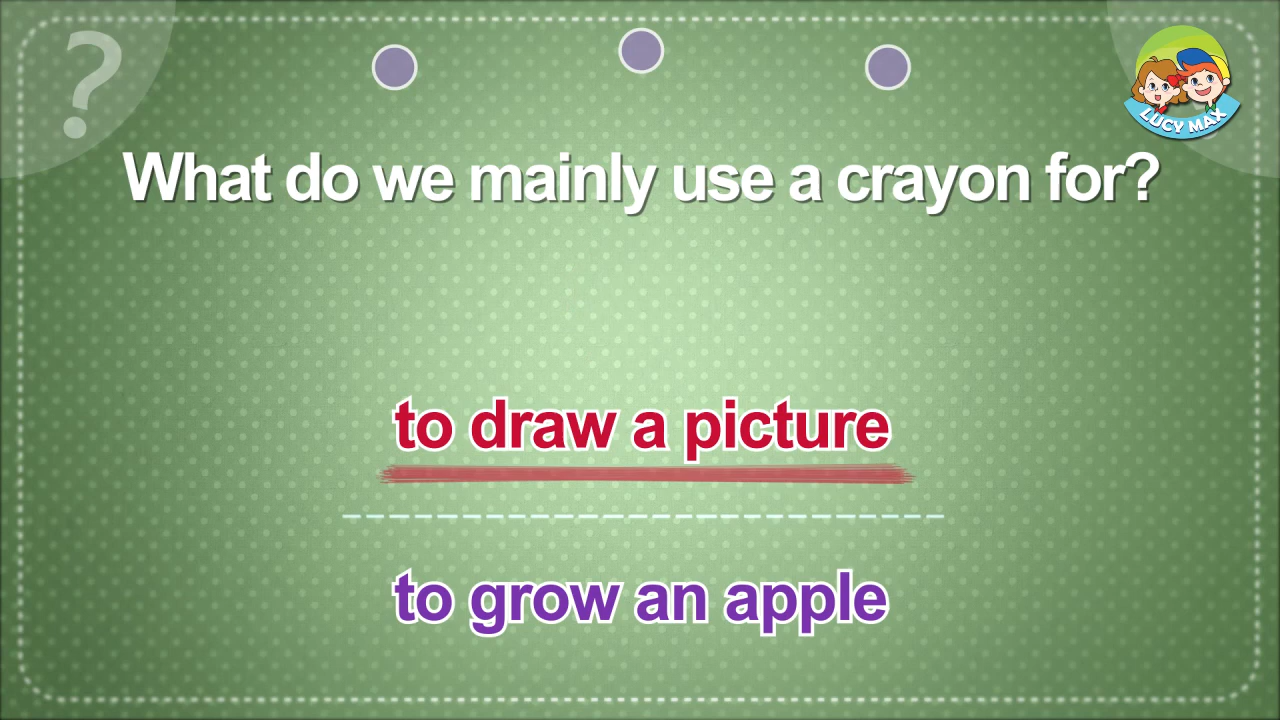 ?
LUCY MAX
What do we mainly use a crayon for?
to draw a picture
to grow an apple